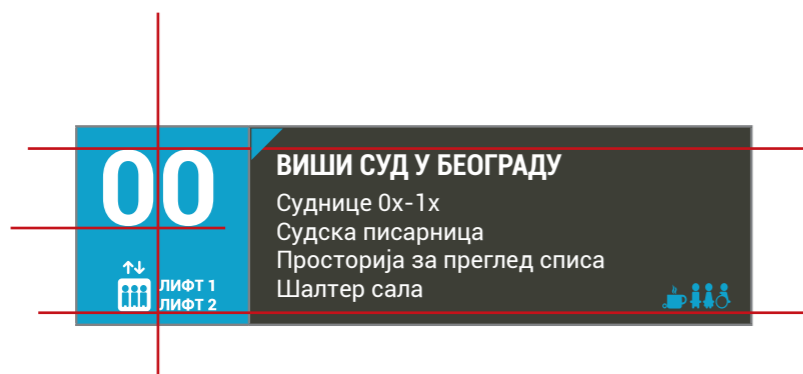 00
ЛИФТ 1
ЛИФТ 2
ВИШИ СУД У БЕОГРАДУ
Суднице 0x-1x
Судска писарница
Просторија за преглед списа
Шалтер сала